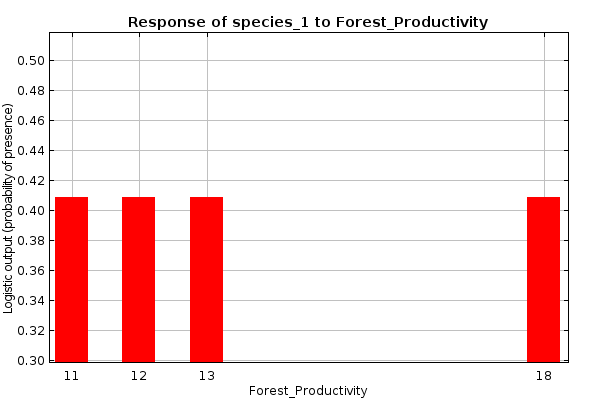 Response of species_1 to Forest_Productivity
Logistic output (probability of presence)
0.50
0.48
0.46
0.44
0.42
0.40
0.38
0.36
0.34
0.32
0.30
11 12 13 18
Forest_Productivity